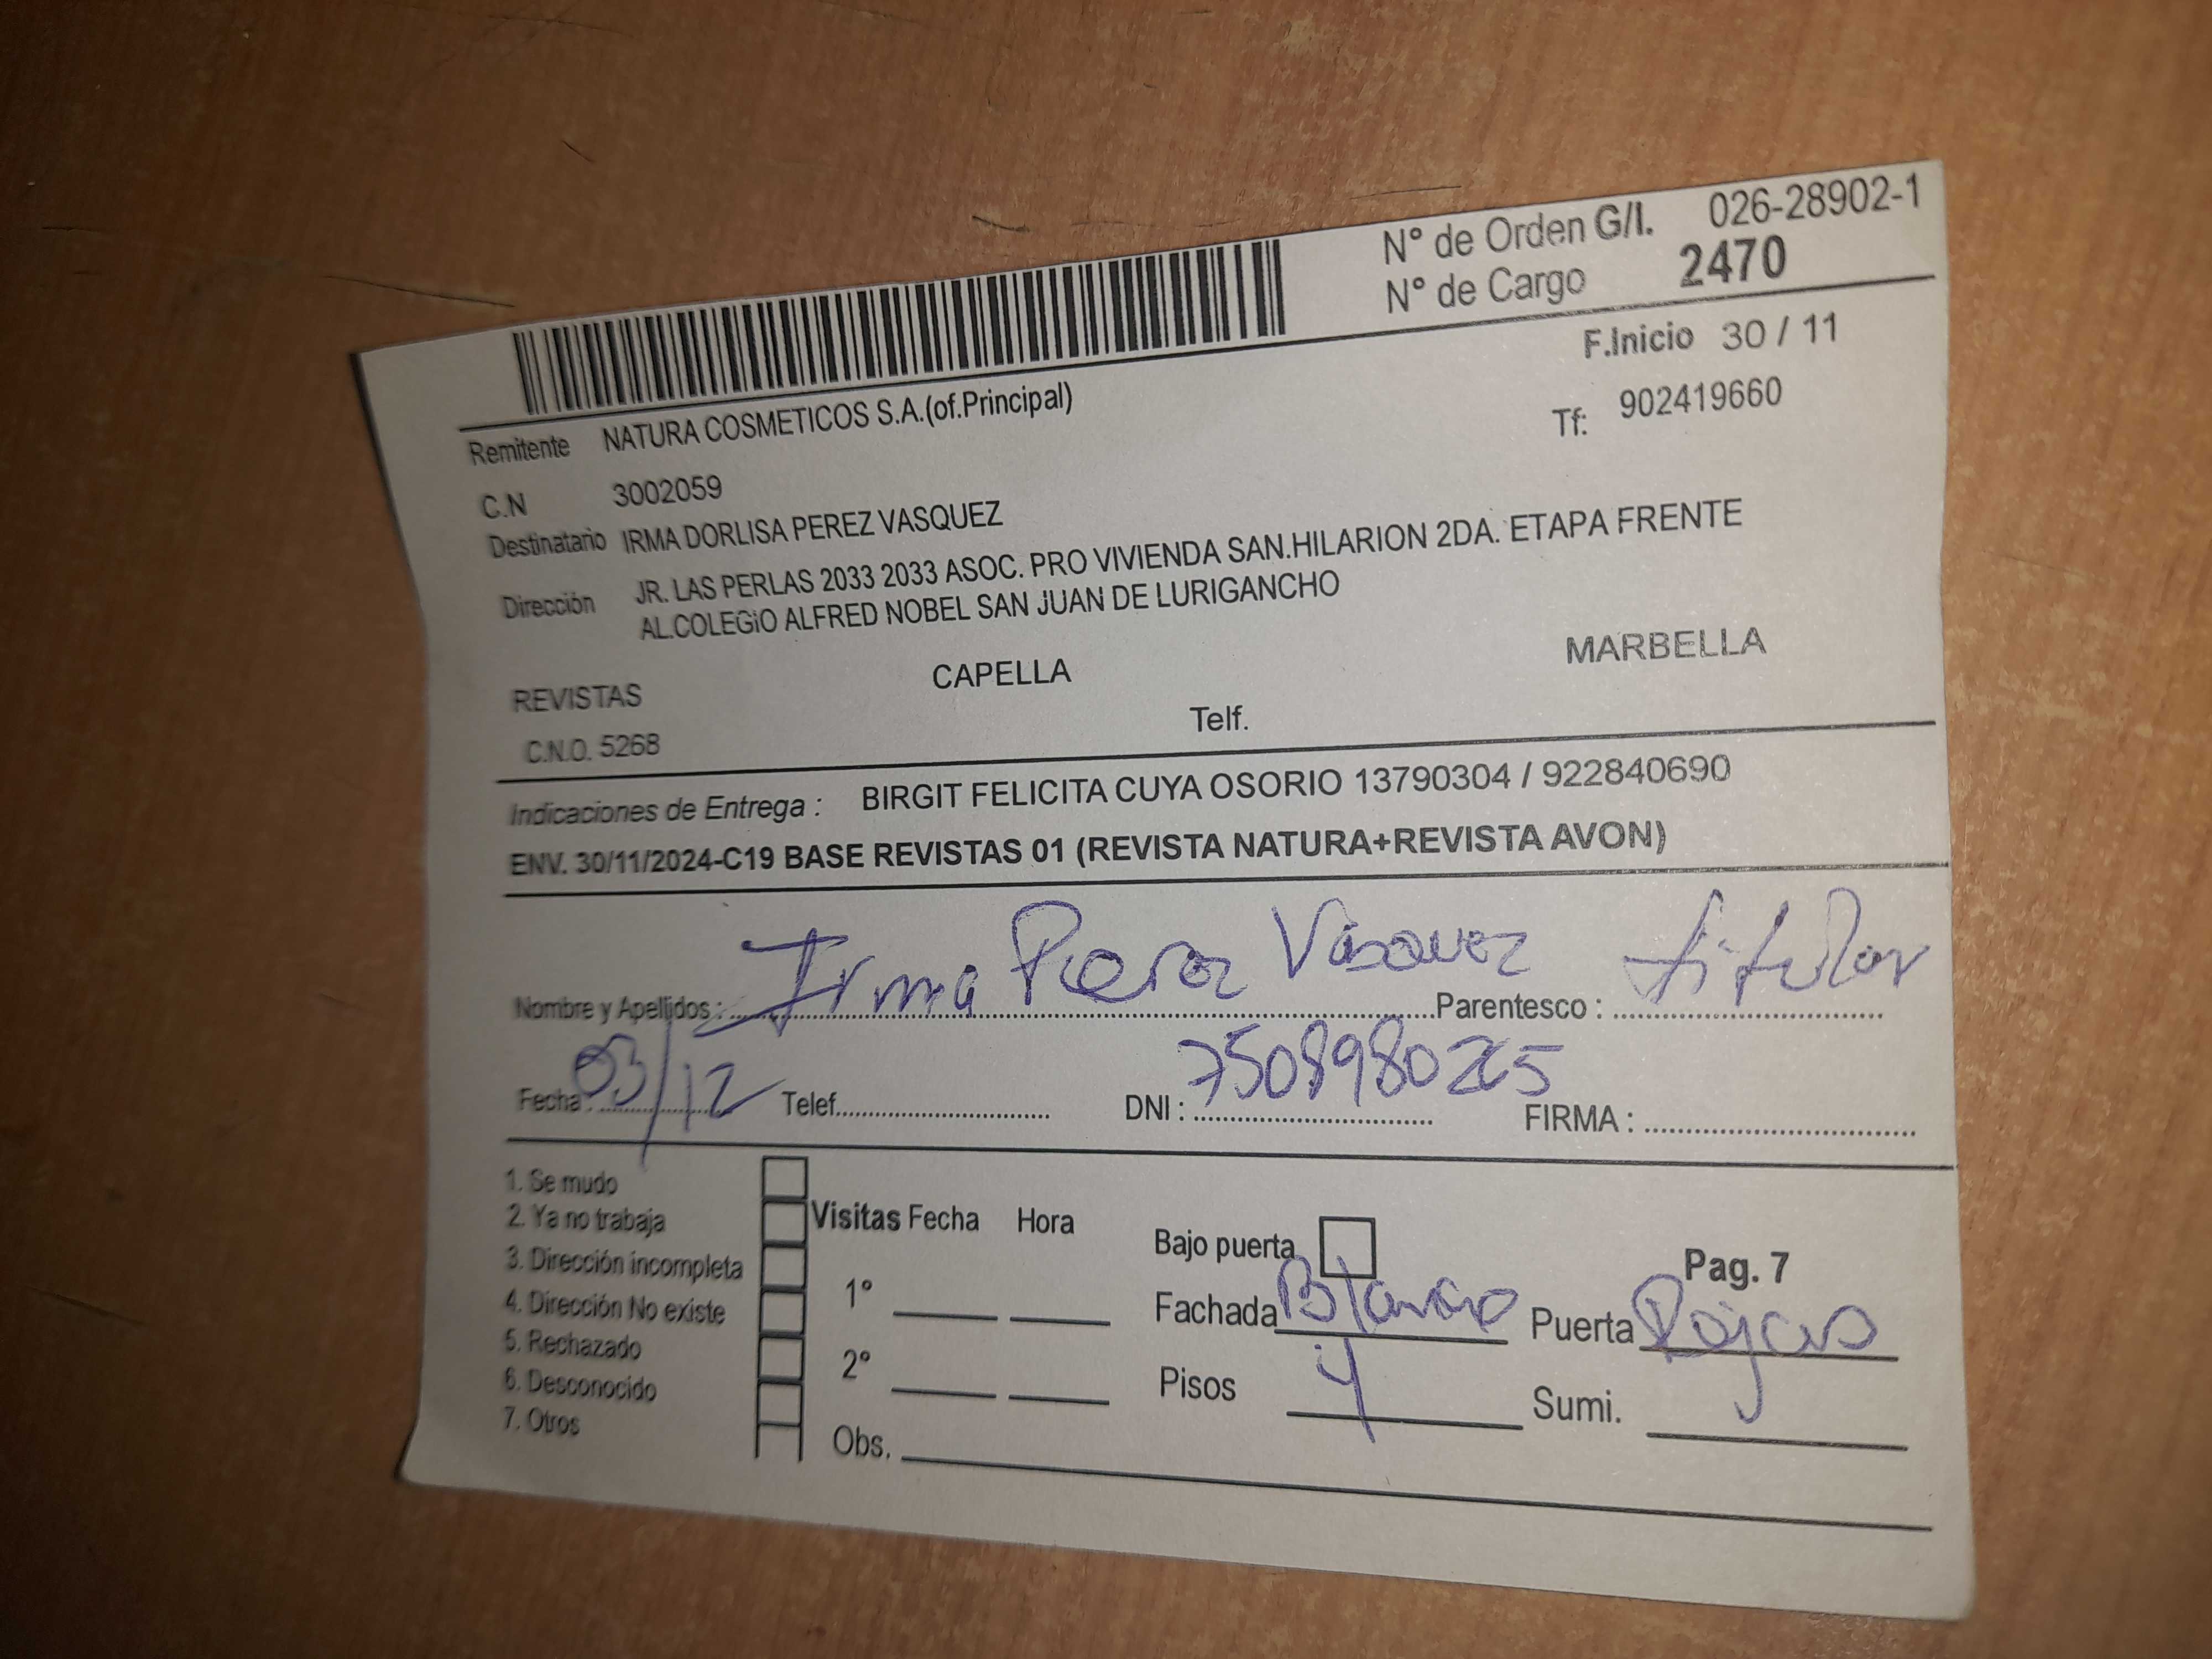 N° de Orden G/I. 026-28902-1
N° de Cargo 2470
F.Inicio 30 / 11
Remitente NATURA COSMETICOS S.A.(of.Principal)
Tf: 902419660
C.N 3002059
Destinatario IRMA DORLISA PEREZ VASQUEZ
Dirección JR. LAS PERLAS 2033 2033 ASOC. PRO VIVIENDA SAN.HILARION 2DA. ETAPA FRENTE
AL.COLEGIO ALFRED NOBEL SAN JUAN DE LURIGANCHO
REVISTAS CAPELLA MARBELLA
C.N.O. 5268 Telf.
Indicaciones de Entrega : BIRGIT FELICITA CUYA OSORIO 13790304 / 922840690
ENV. 30/11/2024-C19 BASE REVISTAS 01 (REVISTA NATURA+REVISTA AVON)
Nombre y Apellidos : Irma Perez Vasquez Parentesco : titular
Fecha : 03/12 Telef. DNI : FIRMA :
1. Se mudo
2. Ya no trabaja Visitas Fecha Hora
3. Dirección incompleta Bajo puerta Pag. 7
4. Dirección No existe 1° Fachada Blanco Puerta Rojas
5. Rechazado
6. Desconocido 2° Pisos 4 Sumi.
7. Otros
Obs.